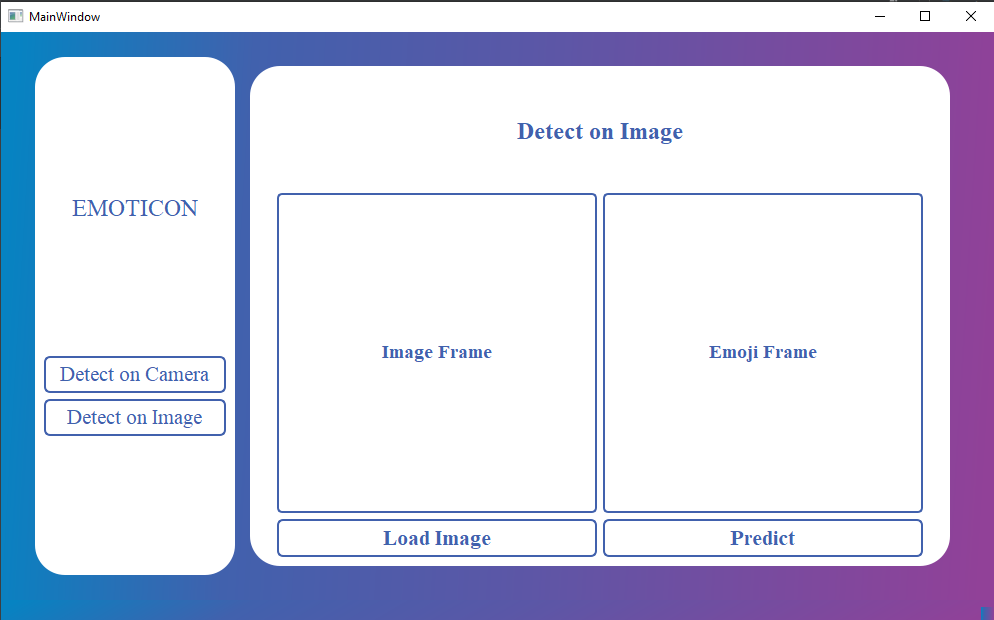 MainWindow
EMOTICON
Detect on Camera
Detect on Image
Detect on Image
Image Frame
Emoji Frame
Load Image
Predict